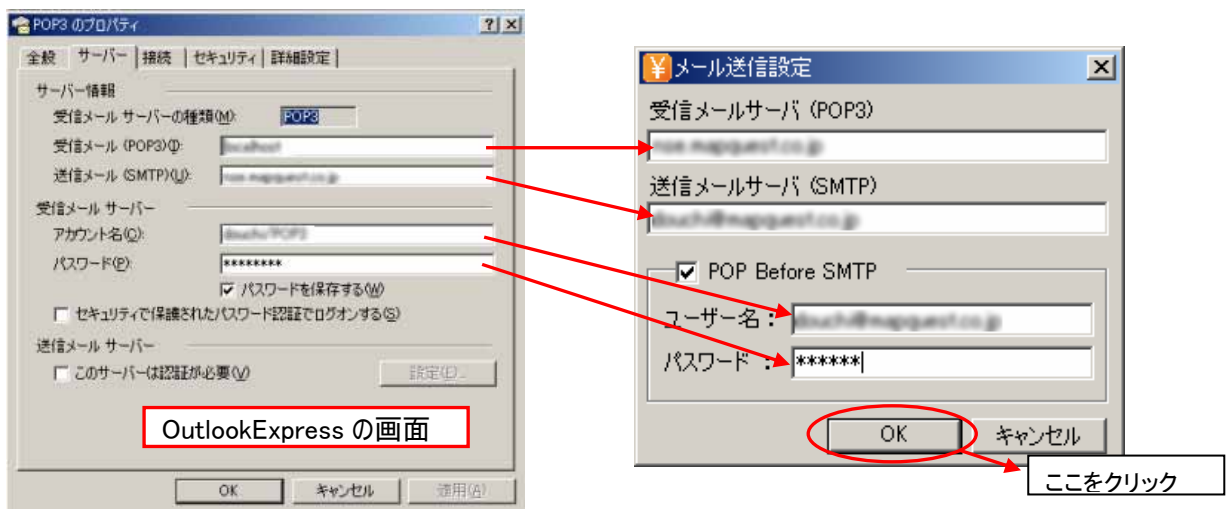 POP3 のプロパティ
全般 サーバー 接続 セキュリティ 詳細設定
サーバー情報
受信メール サーバーの種類(M): POP3
受信メール (POP3)(I):
送信メール (SMTP)(U):
受信メール サーバー
アカウント名(C):
パスワード(P): ********
パスワードを保存する(W)
セキュリティで保護されたパスワード認証でログオンする(S)
送信メール サーバー
このサーバーは認証が必要(V) 設定(E)...
OutlookExpress の画面
OK キャンセル 適用(A)
メール送信設定
受信メールサーバ (POP3)
送信メールサーバ (SMTP)
POP Before SMTP
ユーザー名:
パスワード : ******
OK キャンセル
ここをクリック